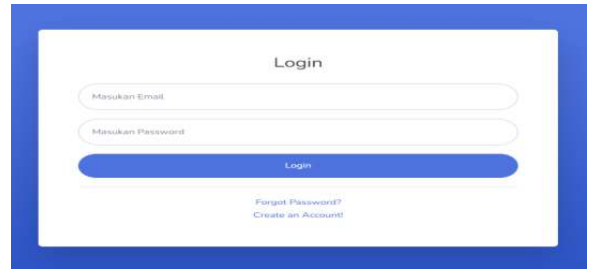 Login
Masukan Email
Masukan Password
Login
Forgot Password?
Create an Account!